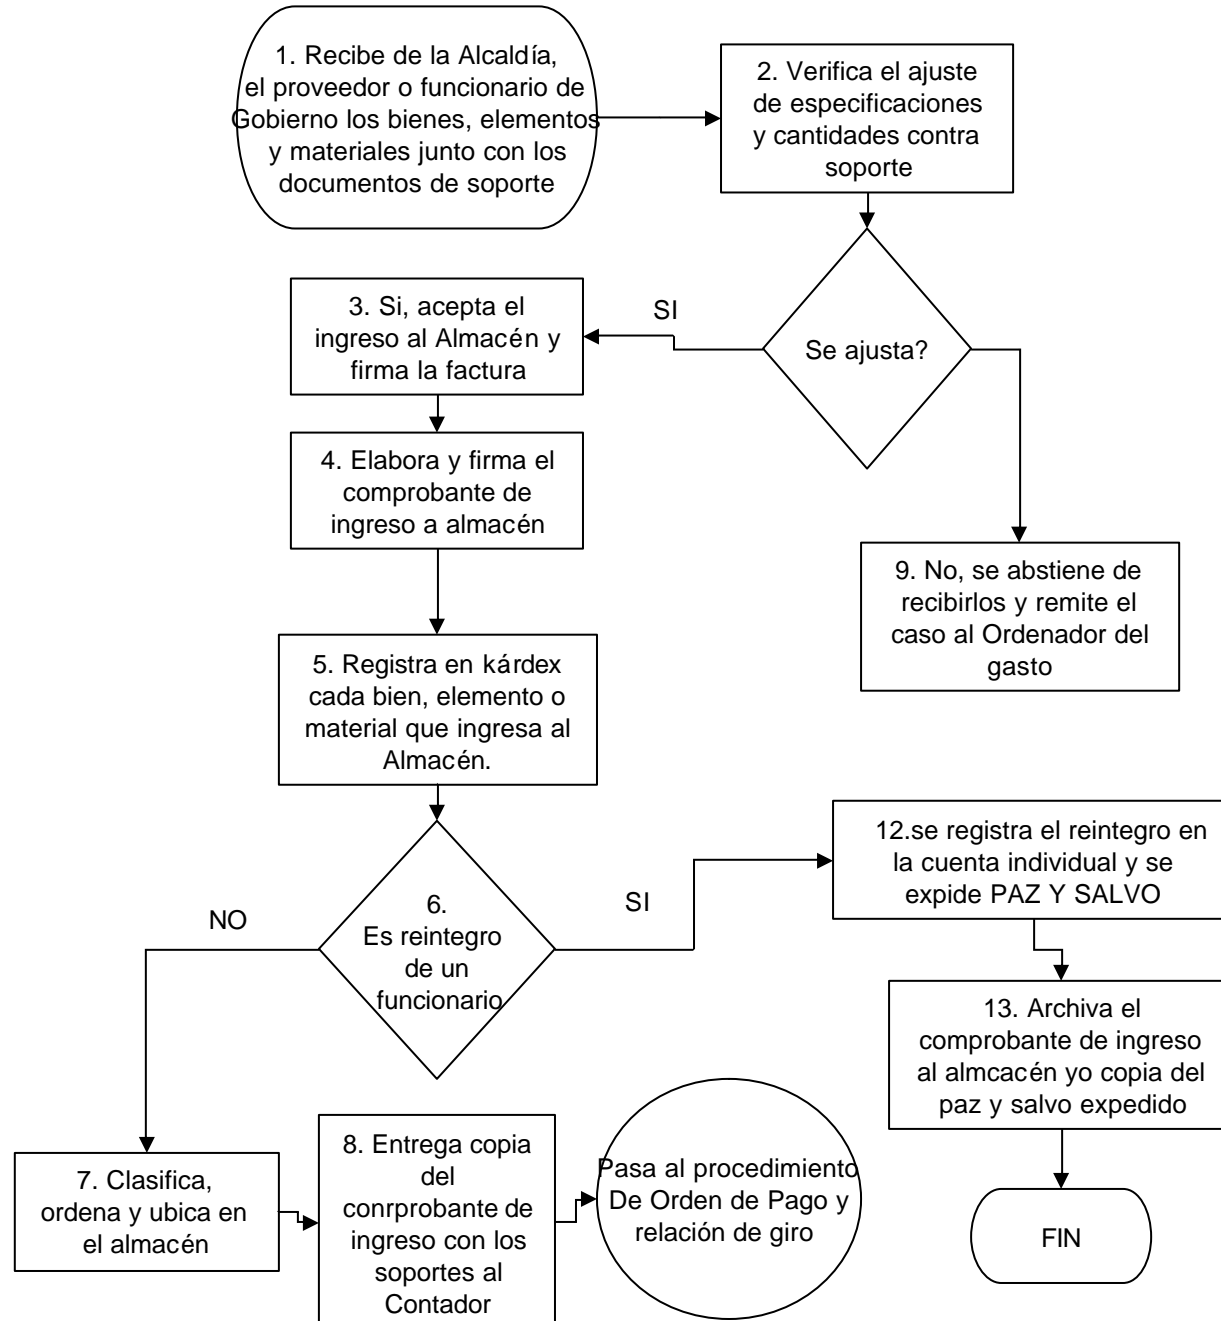 1. Recibe de la Alcaldía,
el proveedor o funcionario de
Gobierno los bienes, elementos
y materiales junto con los
documentos de soporte
2. Verifica el ajuste
de especificaciones
y cantidades contra
soporte
Se ajusta?
SI
3. Si, acepta el
ingreso al Almacén y
firma la factura
4. Elabora y firma el
comprobante de
ingreso a almacén
9. No, se abstiene de
recibirlos y remite el
caso al Ordenador del
gasto
5. Registra en kárdex
cada bien, elemento o
material que ingresa al
Almacén.
6.
Es reintegro
de un
funcionario
NO
SI
12.se registra el reintegro en
la cuenta individual y se
expide PAZ Y SALVO
13. Archiva el
comprobante de ingreso
al almcacén yo copia del
paz y salvo expedido
FIN
7. Clasifica,
ordena y ubica en
el almacén
8. Entrega copia
del
conrprobante de
ingreso con los
soportes al
Contador
Pasa al procedimiento
De Orden de Pago y
relación de giro